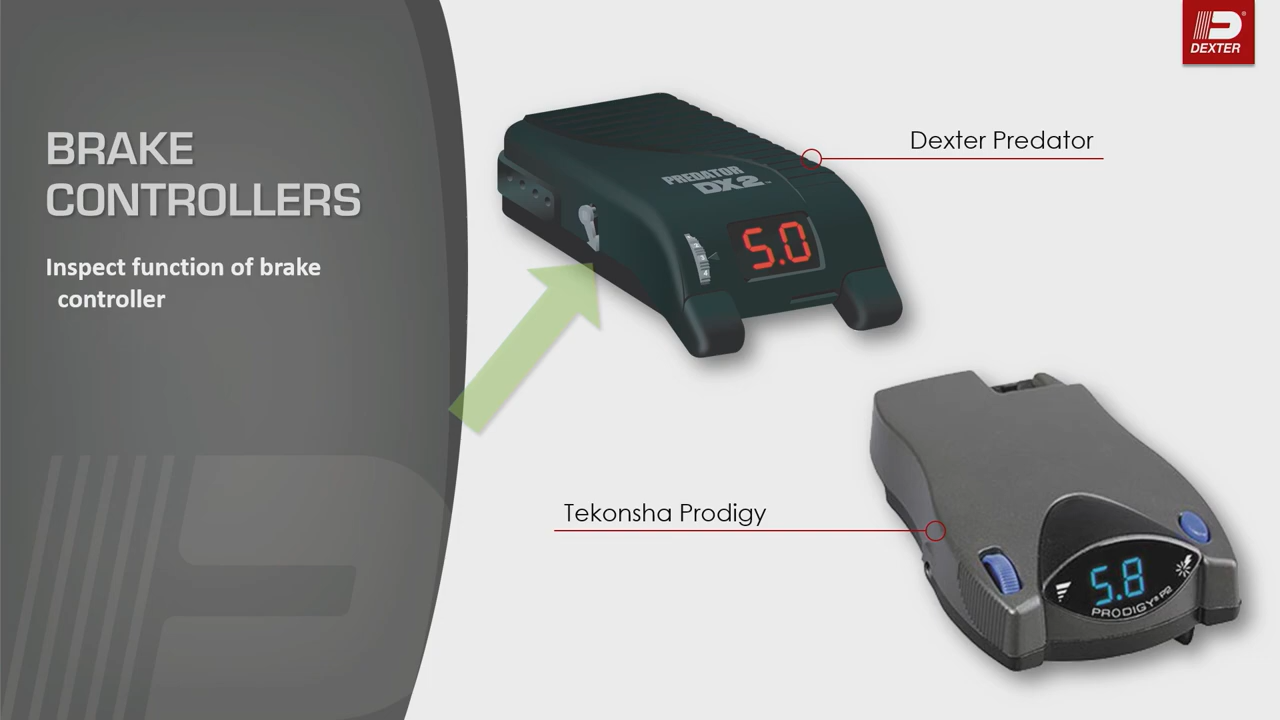 BRAKE
CONTROLLERS
Inspect function of brake
controller
DEXTER
Dexter Predator
PREDATOR
DX2™
5.0
Tekonsha Prodigy
5.8
PRODIGY® P2